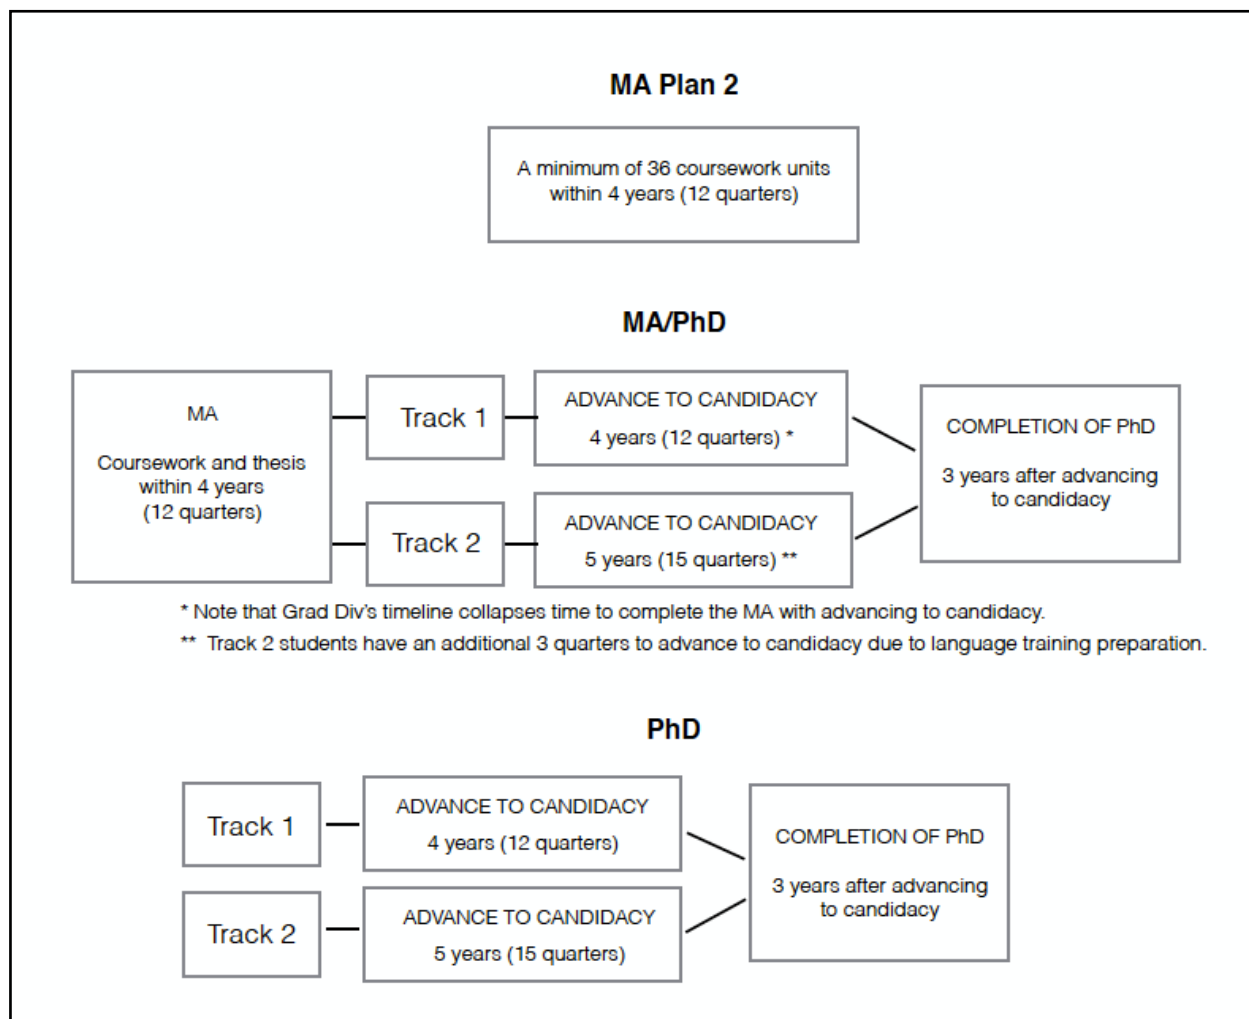 MA Plan 2
A minimum of 36 coursework units
within 4 years (12 quarters)
MA/PhD
MA
Coursework and thesis
within 4 years
(12 quarters)
Track 1
ADVANCE TO CANDIDACY
4 years (12 quarters) *
Track 2
ADVANCE TO CANDIDACY
5 years (15 quarters) **
COMPLETION OF PhD
3 years after advancing
to candidacy
* Note that Grad Div's timeline collapses time to complete the MA with advancing to candidacy.
** Track 2 students have an additional 3 quarters to advance to candidacy due to language training preparation.
PhD
Track 1
ADVANCE TO CANDIDACY
4 years (12 quarters)
Track 2
ADVANCE TO CANDIDACY
5 years (15 quarters)
COMPLETION OF PhD
3 years after advancing
to candidacy